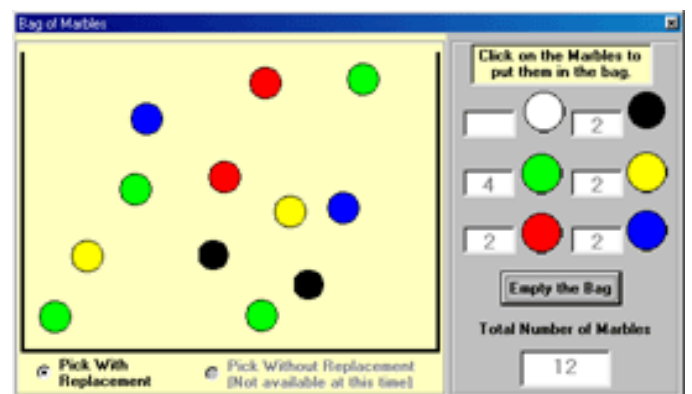 Bag of Marbles
Click on the Marbles to
put them in the bag.
2
4
2
2
2
Empty the Bag
Total Number of Marbles
12
Pick With
Replacement
Pick Without Replacement
(Not available at this time)